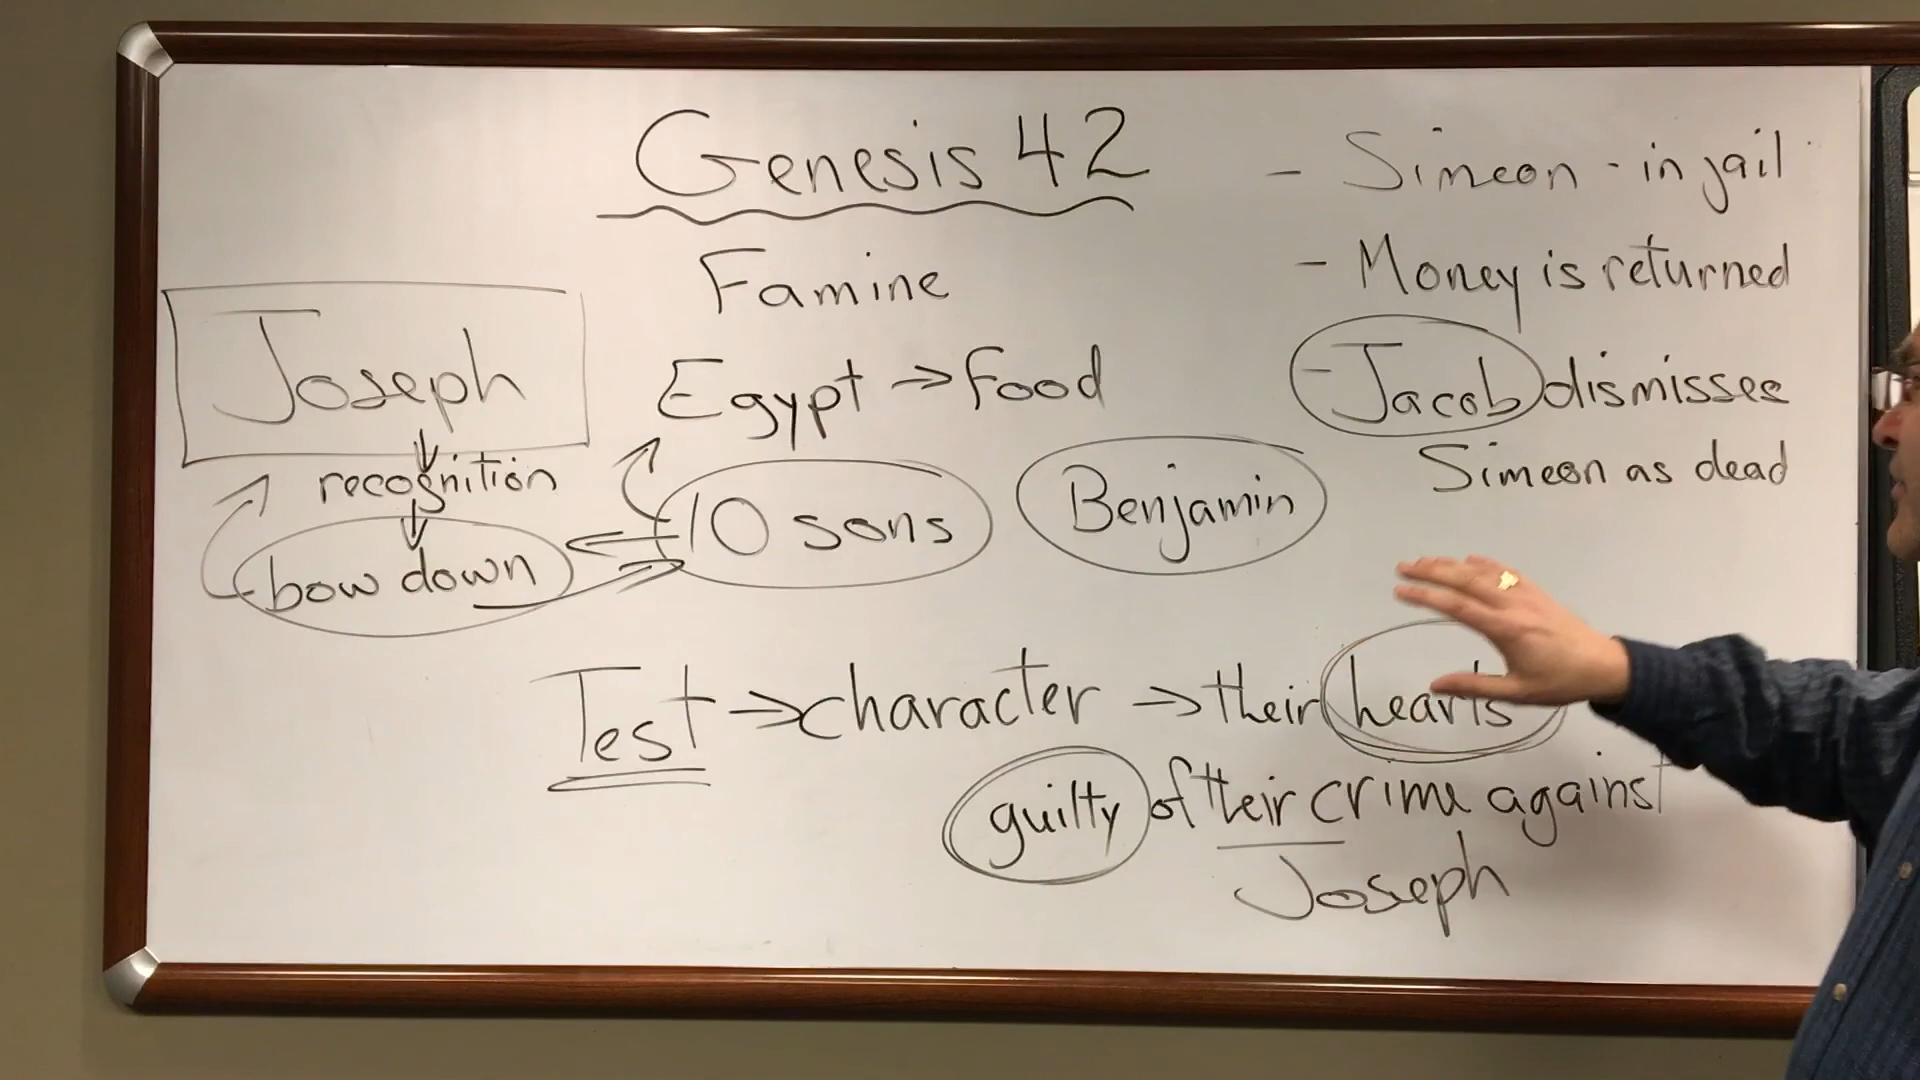 Genesis 42
Famine
Egypt → Food
Joseph
recognition
bow down
10 sons
Benjamin
- Simeon - in jail
- Money is returned
- Jacob dismisses
Simeon as dead
Test → character → their hearts
guilty of their crime against
Joseph